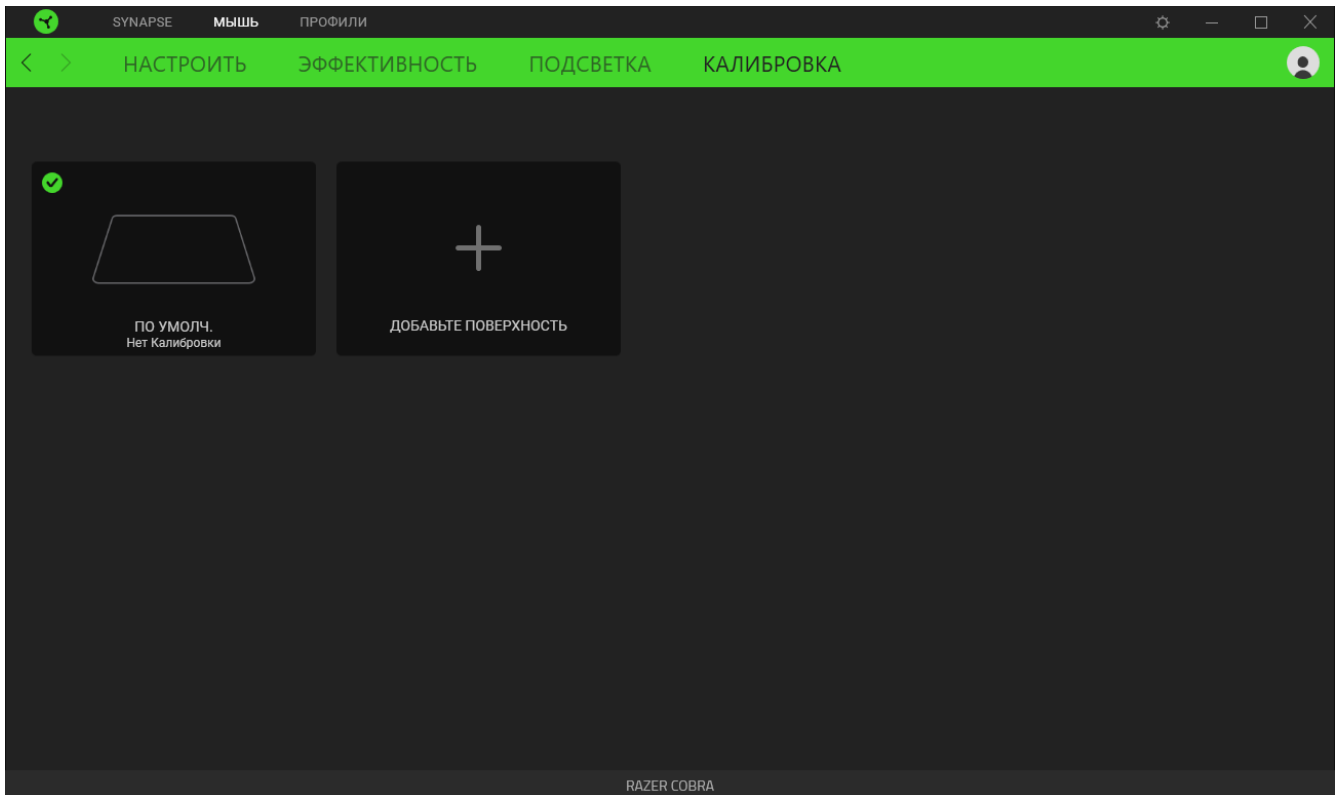 SYNAPSE МЫШЬ ПРОФИЛИ
НАСТРОИТЬ ЭФФЕКТИВНОСТЬ ПОДСВЕТКА КАЛИБРОВКА
ПО УМОЛЧ.
Нет Калибровки
ДОБАВЬТЕ ПОВЕРХНОСТЬ
RAZER COBRA